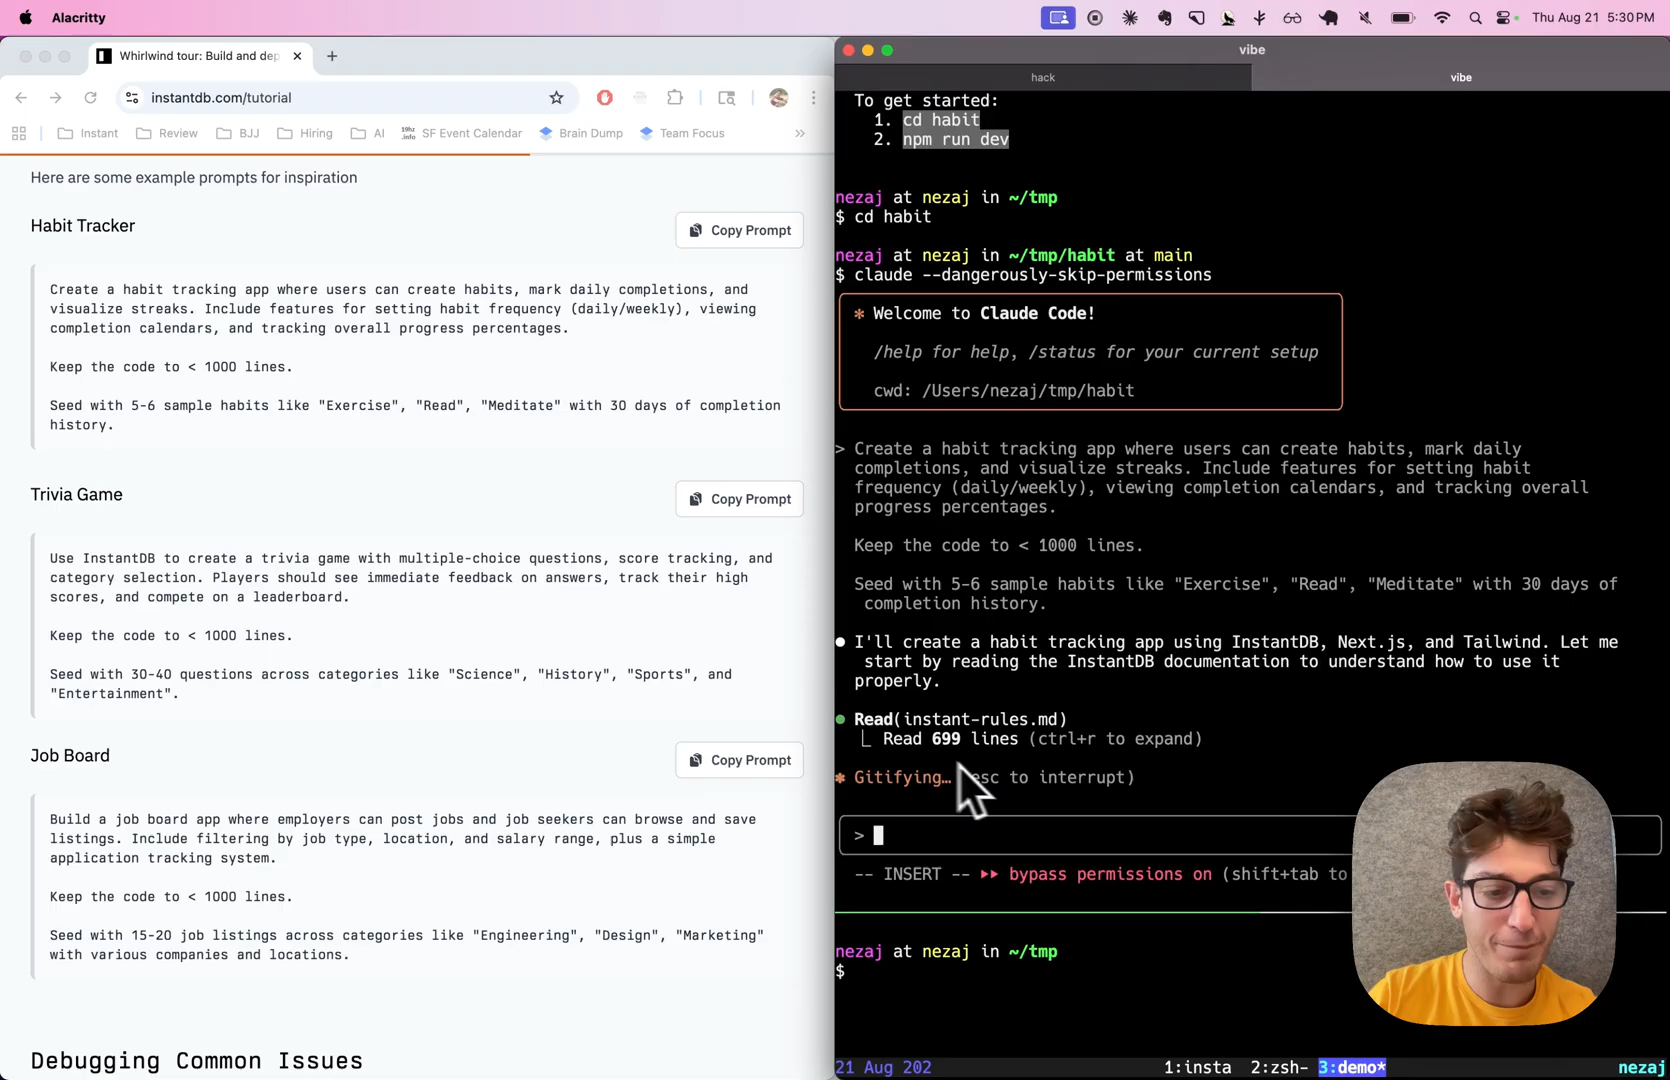 Alacritty
Thu Aug 21 5:30 PM
Whirlwind tour: Build and dep
instantdb.com/tutorial
Instant
Review
BJJ
Hiring
AI
19hz .info
SF Event Calendar
Brain Dump
Team Focus
»
Here are some example prompts for inspiration
Habit Tracker
Copy Prompt
Create a habit tracking app where users can create habits, mark daily completions, and
visualize streaks. Include features for setting habit frequency (daily/weekly), viewing
completion calendars, and tracking overall progress percentages.
Keep the code to < 1000 lines.
Seed with 5-6 sample habits like "Exercise", "Read", "Meditate" with 30 days of completion
history.
Trivia Game
Copy Prompt
Use InstantDB to create a trivia game with multiple-choice questions, score tracking, and
category selection. Players should see immediate feedback on answers, track their high
scores, and compete on a leaderboard.
Keep the code to < 1000 lines.
Seed with 30-40 questions across categories like "Science", "History", "Sports", and
"Entertainment".
Job Board
Copy Prompt
Build a job board app where employers can post jobs and job seekers can browse and save
listings. Include filtering by job type, location, and salary range, plus a simple
application tracking system.
Keep the code to < 1000 lines.
Seed with 15-20 job listings across categories like "Engineering", "Design", "Marketing"
with various companies and locations.
Debugging Common Issues
vibe
hack
vibe
To get started:
1. cd habit
2. npm run dev
nezaj at nezaj in ~/tmp
$ cd habit
nezaj at nezaj in ~/tmp/habit at main
$ claude --dangerously-skip-permissions
✻ Welcome to Claude Code!
/help for help, /status for your current setup
cwd: /Users/nezaj/tmp/habit
> Create a habit tracking app where users can create habits, mark daily
completions, and visualize streaks. Include features for setting habit
frequency (daily/weekly), viewing completion calendars, and tracking overall
progress percentages.
Keep the code to < 1000 lines.
Seed with 5-6 sample habits like "Exercise", "Read", "Meditate" with 30 days of
completion history.
● I'll create a habit tracking app using InstantDB, Next.js, and Tailwind. Let me
start by reading the InstantDB documentation to understand how to use it
properly.
● Read(instant-rules.md)
⎿ Read 699 lines (ctrl+r to expand)
✽ Gitifying… esc to interrupt)
>
-- INSERT -- ⏵⏵ bypass permissions on (shift+tab to
nezaj at nezaj in ~/tmp
$
21 Aug 202
1:insta 2:zsh- 3:demo*
nezaj